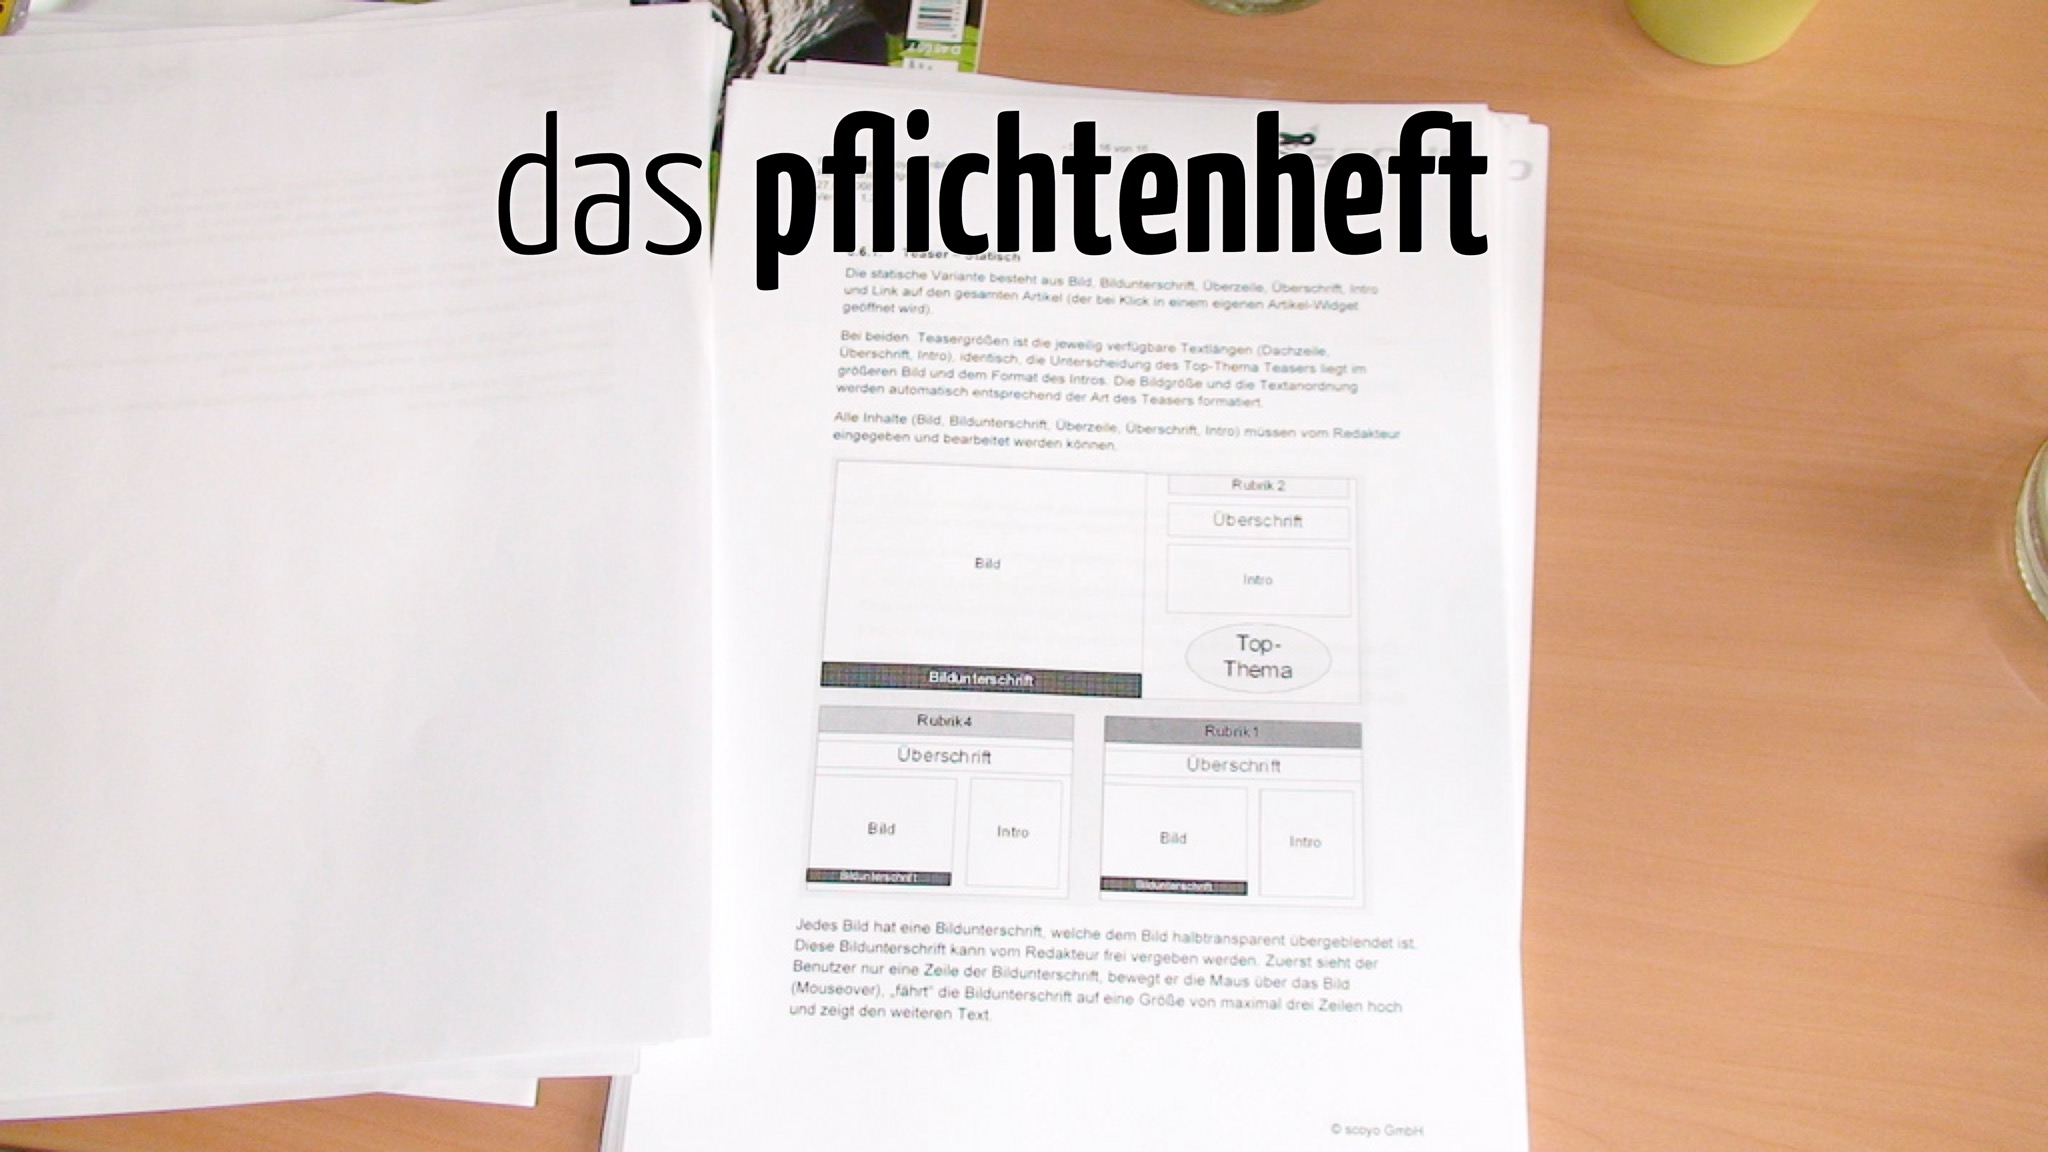 das pflichtenheft
16 von 16
Teaser – Statisch
Die statische Variante besteht aus Bild, Bildunterschrift, Überzeile, Überschrift, Intro
und Link auf den gesamten Artikel (der bei Klick in einem eigenen Artikel-Widget
geöffnet wird).
Bei beiden Teasergrößen ist die jeweilig verfügbare Textlängen (Dachzeile,
Überschrift, Intro), identisch, die Unterscheidung des Top-Thema Teasers liegt im
größeren Bild und dem Format des Intros. Die Bildgröße und die Textanordnung
werden automatisch entsprechend der Art des Teasers formatiert.
Alle Inhalte (Bild, Bildunterschrift, Überzeile, Überschrift, Intro) müssen vom Redakteur
eingegeben und bearbeitet werden können.
Rubrik 2
Überschrift
Bild
Intro
Top-
Thema
Bildunterschrift
Rubrik4
Überschrift
Bild
Intro
Bildunterschrift
Rubrik1
Überschrift
Bild
Intro
Bildunterschrift
Jedes Bild hat eine Bildunterschrift, welche dem Bild halbtransparent übergeblendet ist.
Diese Bildunterschrift kann vom Redakteur frei vergeben werden. Zuerst sieht der
Benutzer nur eine Zeile der Bildunterschrift, bewegt er die Maus über das Bild
(Mouseover), „fährt“ die Bildunterschrift auf eine Größe von maximal drei Zeilen hoch
und zeigt den weiteren Text.
© scoyo GmbH